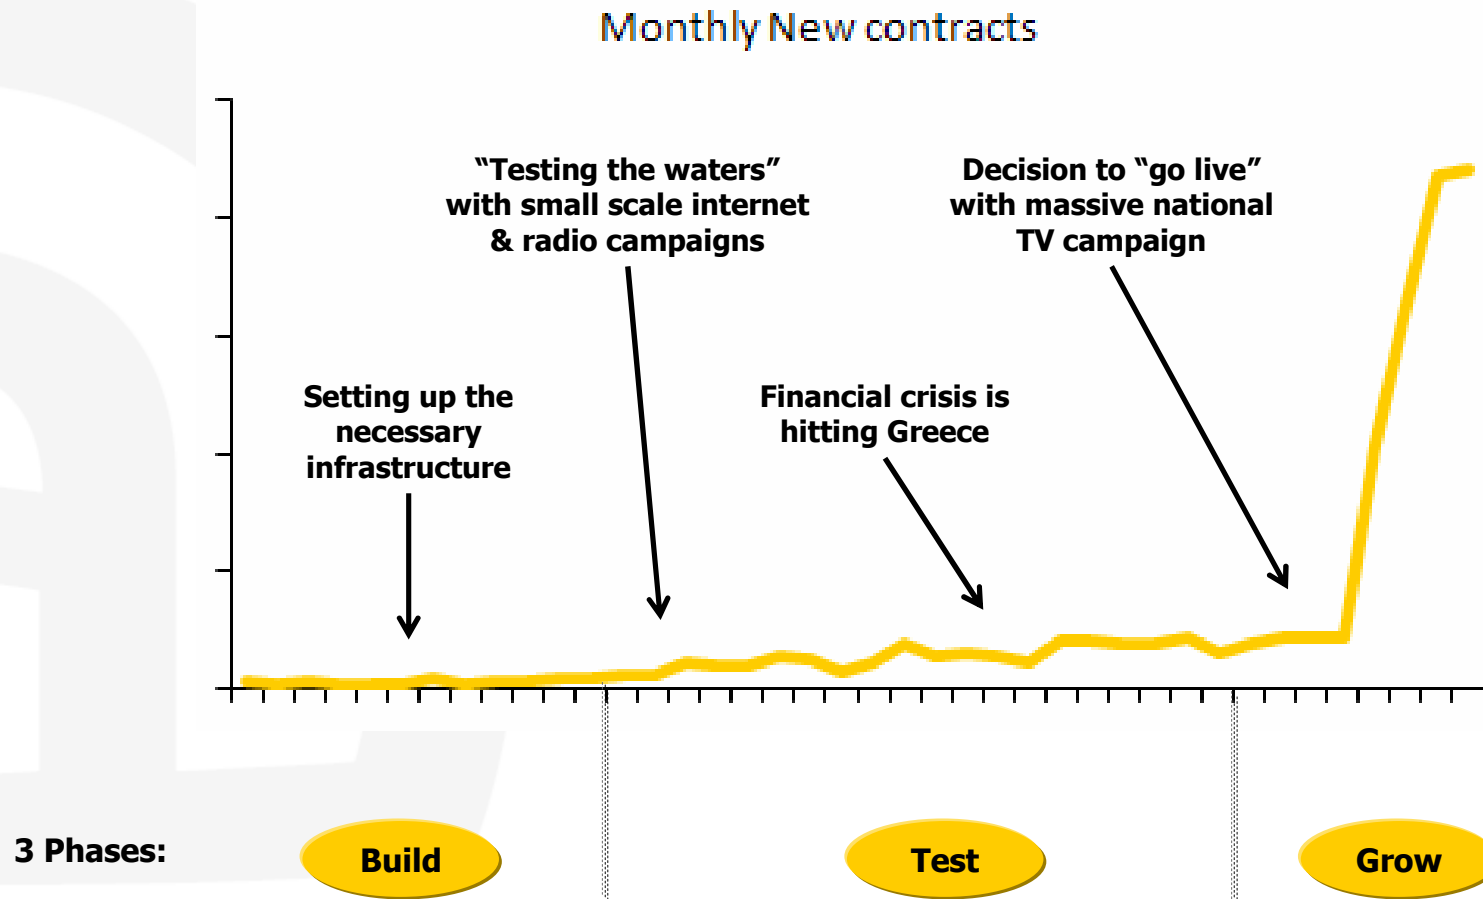 Monthly New contracts
“Testing the waters”
with small scale internet
& radio campaigns
Decision to “go live”
with massive national
TV campaign
Setting up the
necessary
infrastructure
Financial crisis is
hitting Greece
3 Phases:
Build
Test
Grow